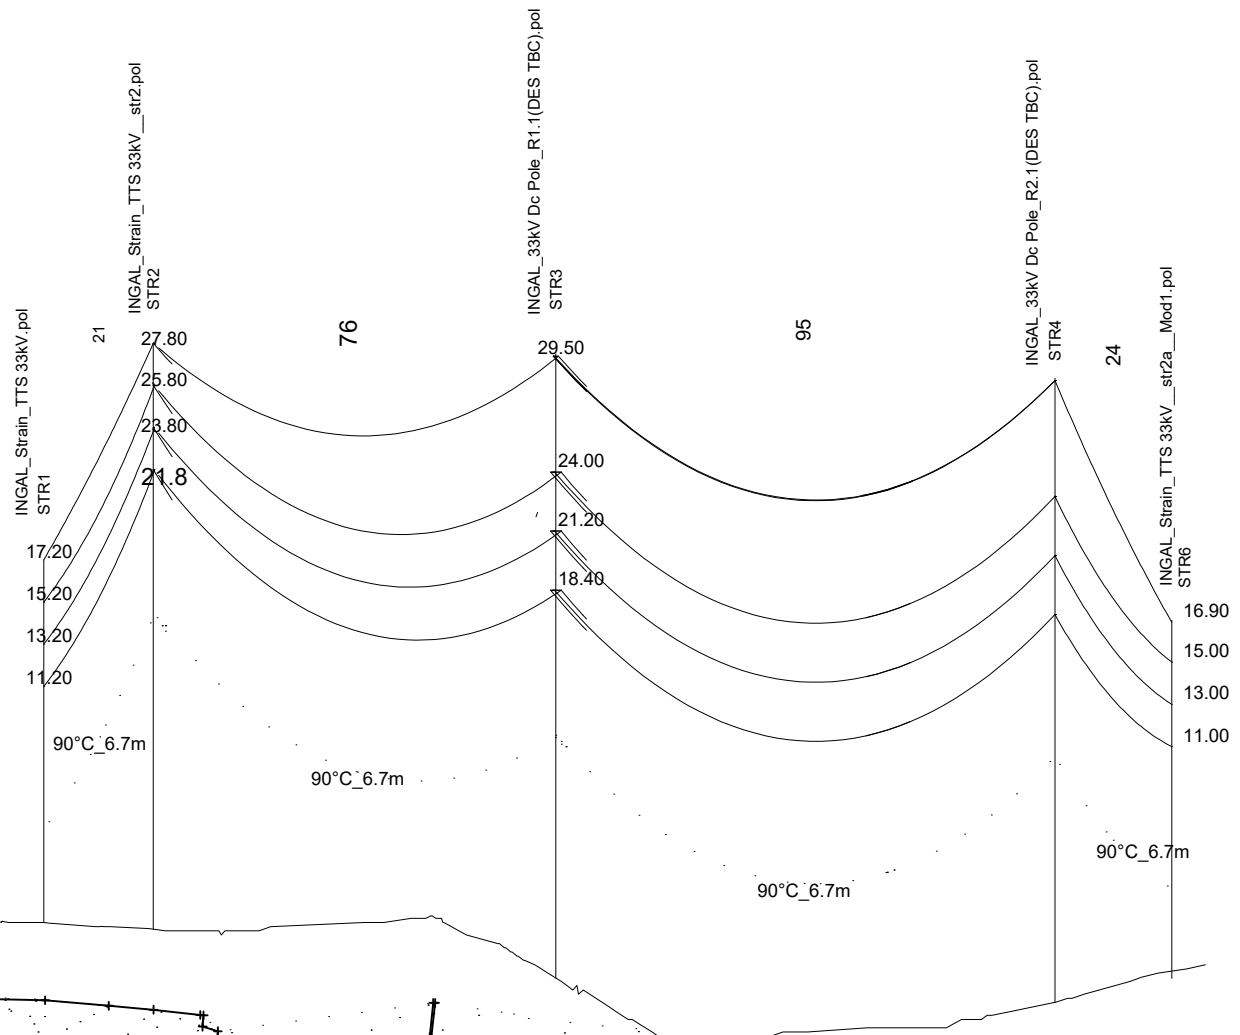 INGAL_Strain_TTS 33kV.pol
STR1
21
INGAL_Strain_TTS 33kV__str2.pol
STR2
76
INGAL_33kV Dc Pole_R1.1(DES TBC).pol
STR3
95
INGAL_33kV Dc Pole_R2.1(DES TBC).pol
STR4
24
INGAL_Strain_TTS 33kV__str2a__Mod1.pol
STR6
17.20
15.20
13.20
11.20
27.80
25.80
23.80
21.8
29.50
24.00
21.20
18.40
16.90
15.00
13.00
11.00
90°C_6.7m
90°C_6.7m
90°C_6.7m
90°C_6.7m